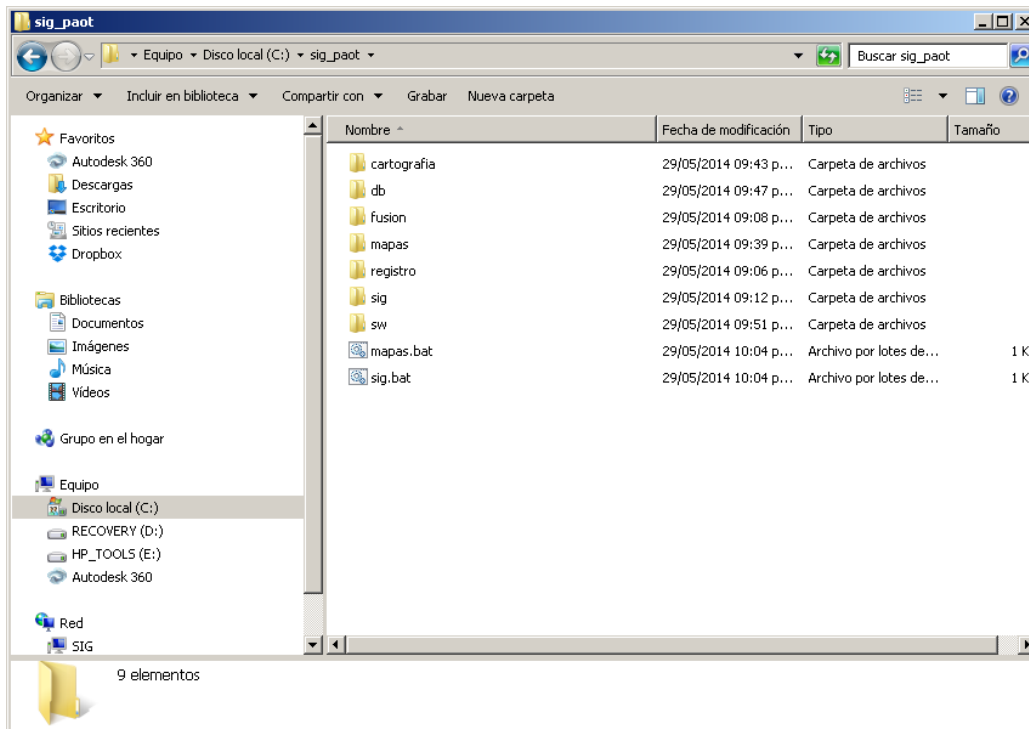 sig_paot
Equipo Disco local (C:) sig_paot
Buscar sig_paot
Organizar Incluir en biblioteca Compartir con Grabar Nueva carpeta
Favoritos
Autodesk 360
Descargas
Escritorio
Sitios recientes
Dropbox
Bibliotecas
Documentos
Imágenes
Música
Vídeos
Grupo en el hogar
Equipo
Disco local (C:)
RECOVERY (D:)
HP_TOOLS (E:)
Autodesk 360
Red
SIG
Nombre Fecha de modificación Tipo Tamaño
cartografia 29/05/2014 09:43 p... Carpeta de archivos
db 29/05/2014 09:47 p... Carpeta de archivos
fusion 29/05/2014 09:08 p... Carpeta de archivos
mapas 29/05/2014 09:39 p... Carpeta de archivos
registro 29/05/2014 09:06 p... Carpeta de archivos
sig 29/05/2014 09:12 p... Carpeta de archivos
sw 29/05/2014 09:51 p... Carpeta de archivos
mapas.bat 29/05/2014 10:04 p... Archivo por lotes de... 1 K
sig.bat 29/05/2014 10:04 p... Archivo por lotes de... 1 K
9 elementos